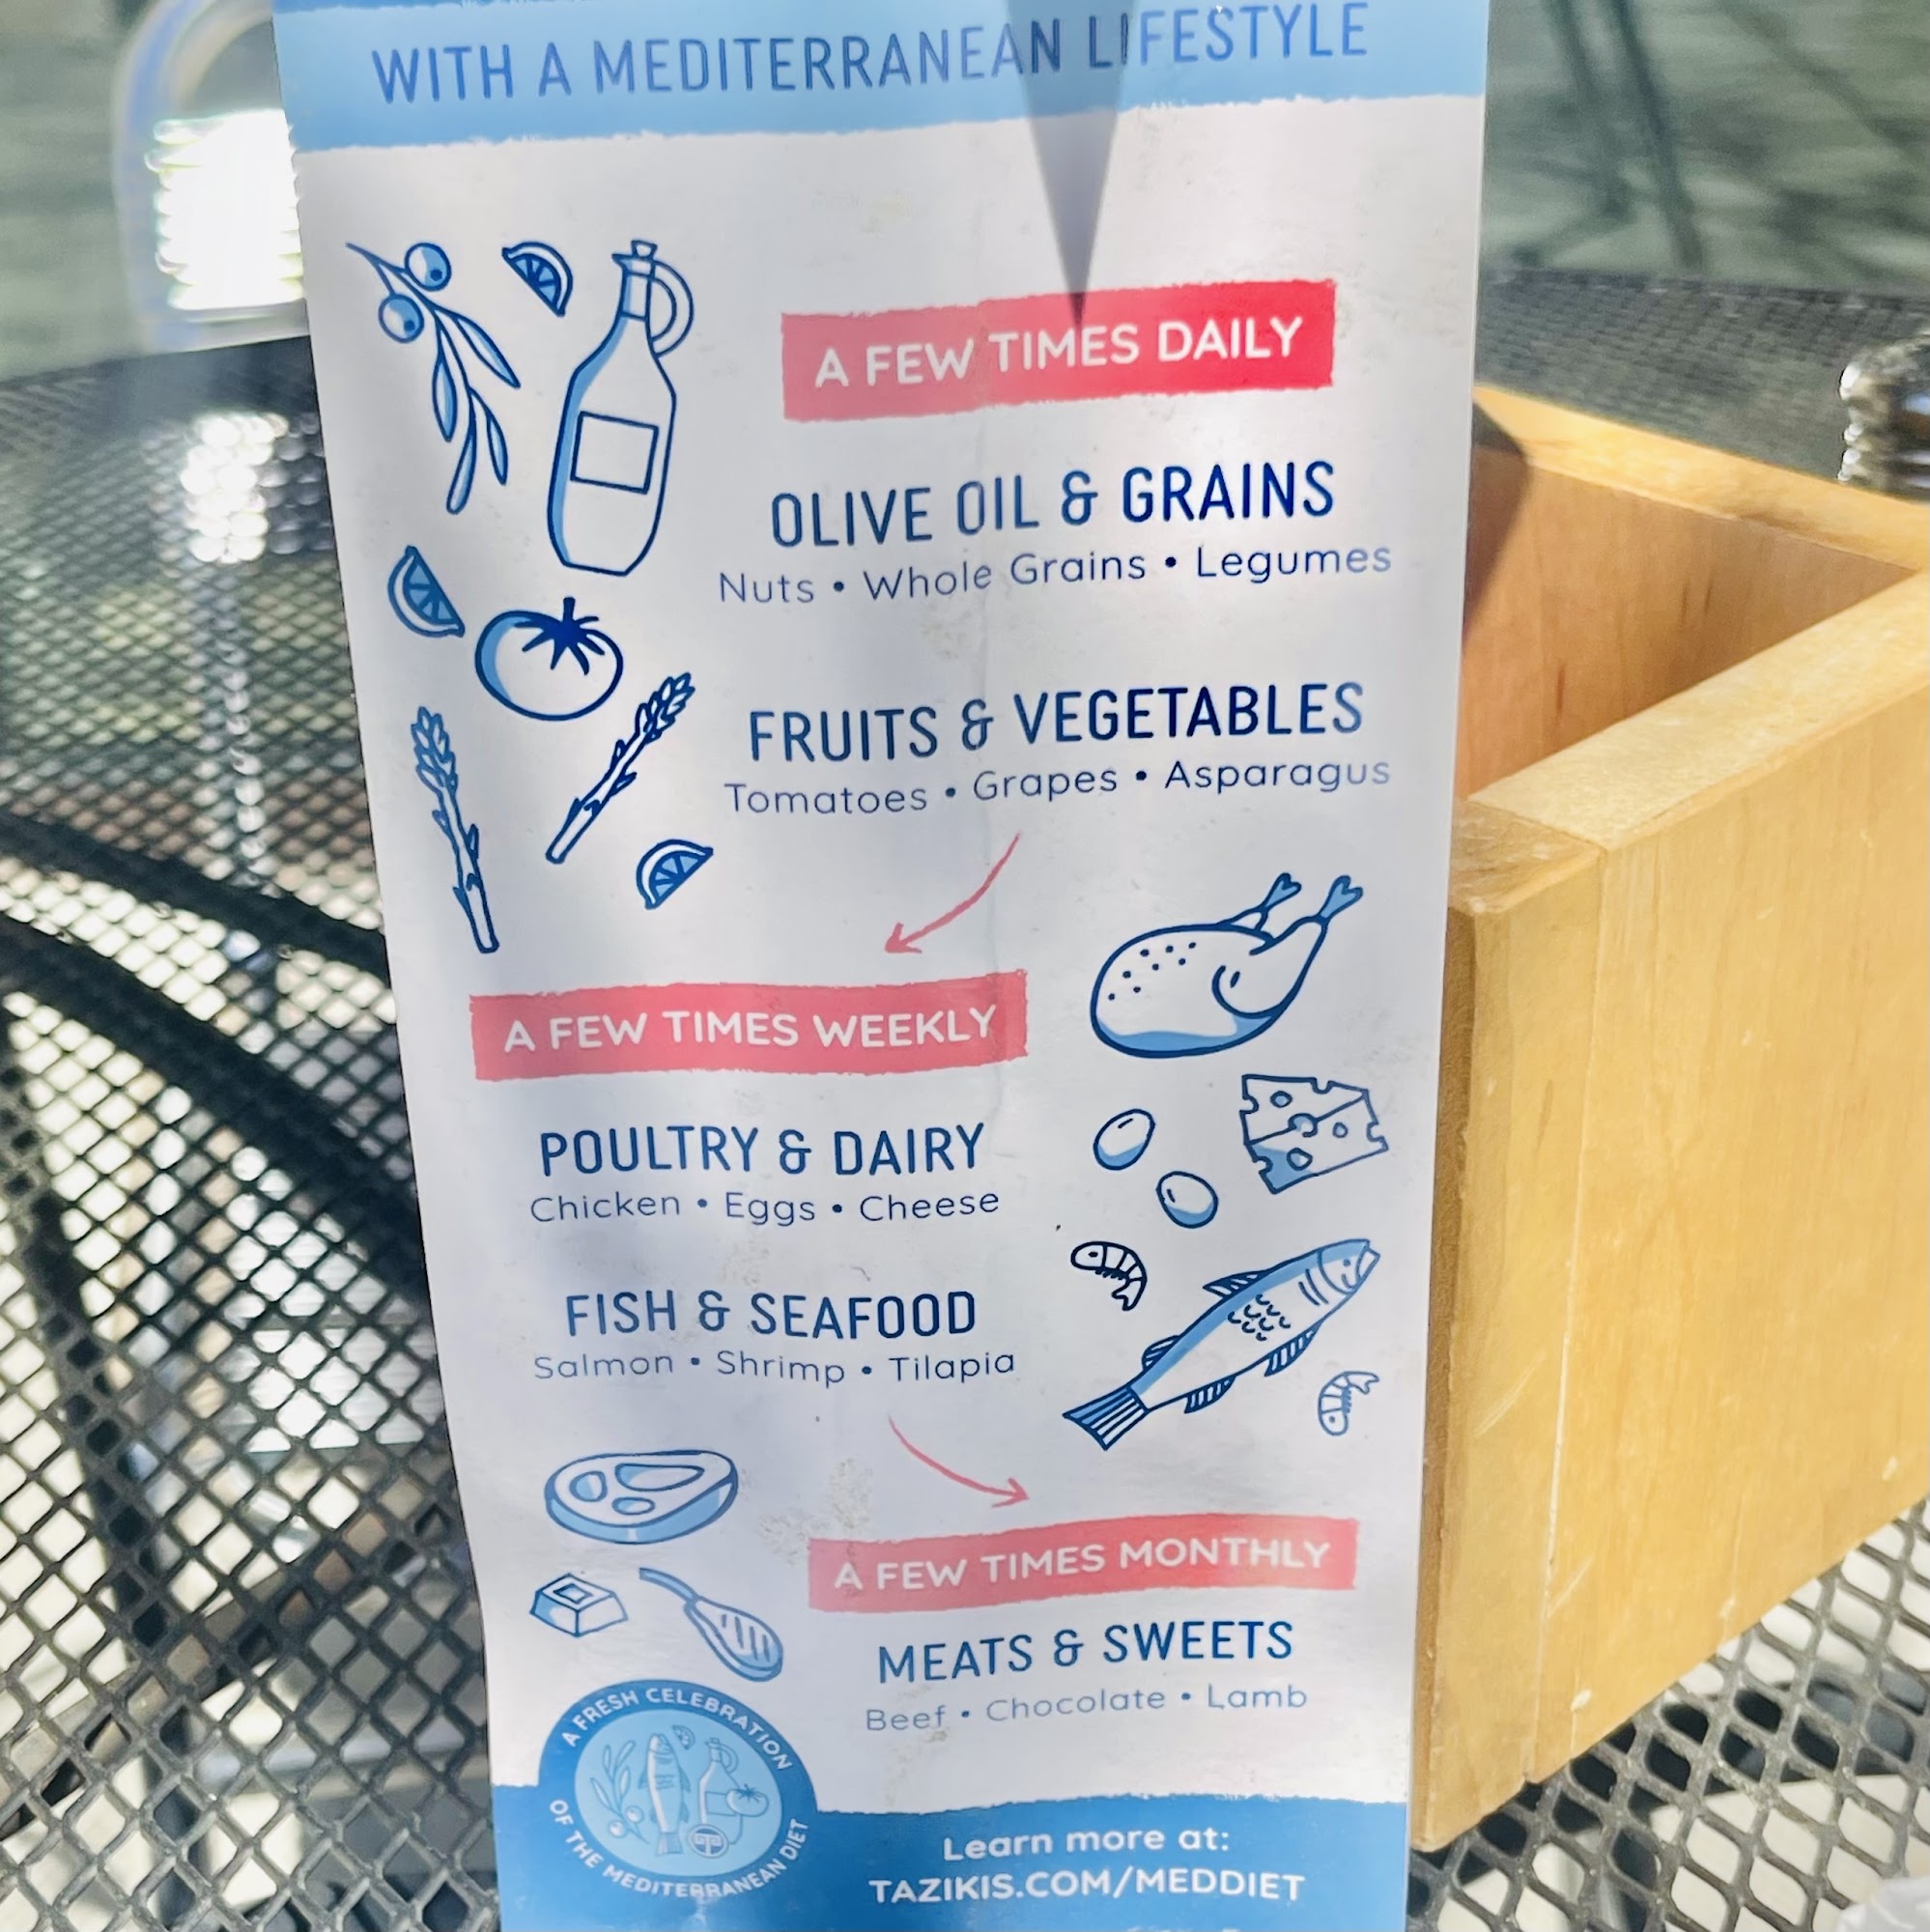 WITH A MEDITERRANEAN LIFESTYLE
A FEW TIMES DAILY
OLIVE OIL & GRAINS
Nuts • Whole Grains • Legumes
FRUITS & VEGETABLES
Tomatoes • Grapes • Asparagus
A FEW TIMES WEEKLY
POULTRY & DAIRY
Chicken • Eggs • Cheese
FISH & SEAFOOD
Salmon • Shrimp • Tilapia
A FEW TIMES MONTHLY
MEATS & SWEETS
Beef • Chocolate • Lamb
A FRESH CELEBRATION
OF THE MEDITERRANEAN DIET
Learn more at:
TAZIKIS.COM/MEDDIET